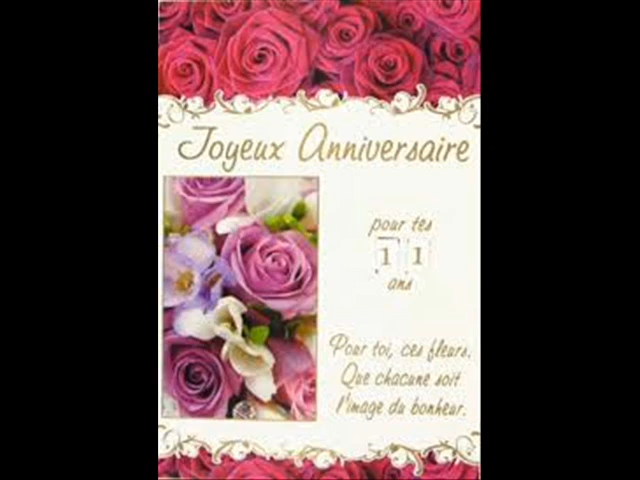 Joyeux Anniversaire
pour tes
11
ans
Pour toi, ces fleurs.
Que chacune soit
l'image du bonheur.